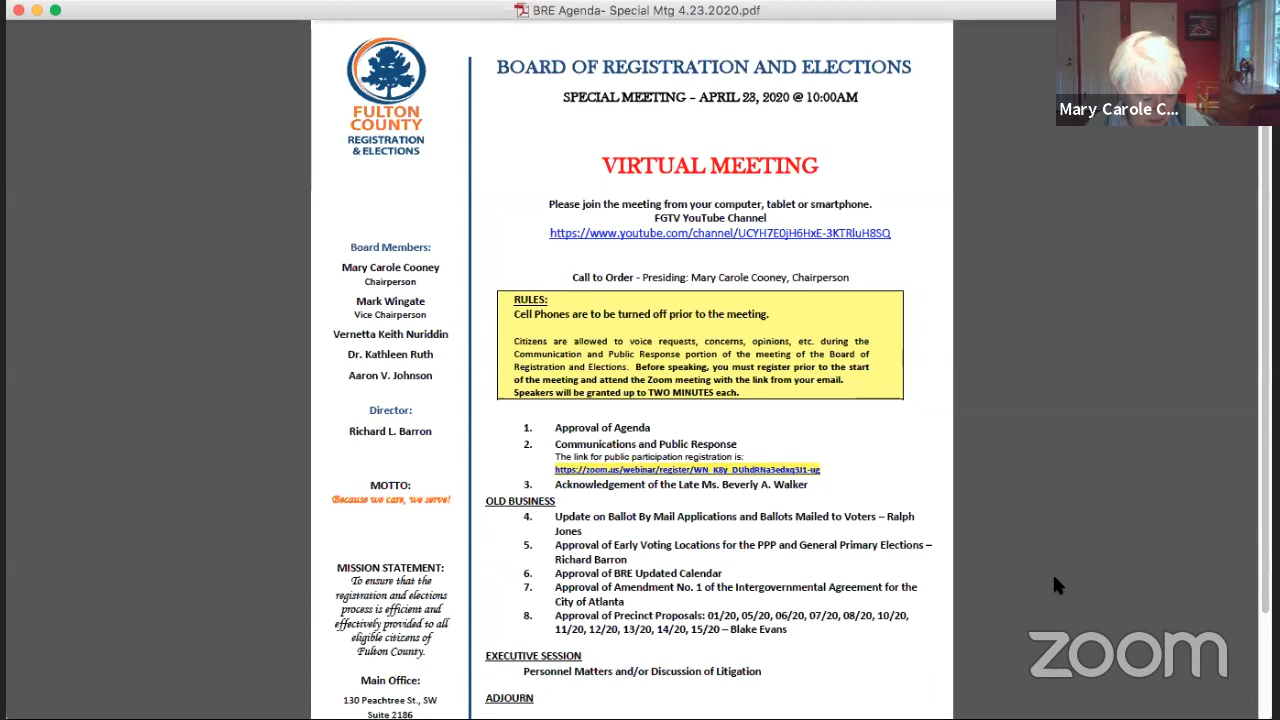 BRE Agenda- Special Mtg 4.23.2020.pdf
Mary Carole C...
FULTON
COUNTY
REGISTRATION
& ELECTIONS
Board Members:
Mary Carole Cooney
Chairperson
Mark Wingate
Vice Chairperson
Vernetta Keith Nuriddin
Dr. Kathleen Ruth
Aaron V. Johnson
Director:
Richard L. Barron
MOTTO:
Because we care, we serve!
MISSION STATEMENT:
To ensure that the
registration and elections
process is efficient and
effectively provided to all
eligible citizens of
Fulton County.
Main Office:
130 Peachtree St., SW
Suite 2186
BOARD OF REGISTRATION AND ELECTIONS
SPECIAL MEETING – APRIL 23, 2020 @ 10:00AM
VIRTUAL MEETING
Please join the meeting from your computer, tablet or smartphone.
FGTV YouTube Channel
https://www.youtube.com/channel/UCYH7E0jH6HxE-3KTRluH8SQ
Call to Order - Presiding: Mary Carole Cooney, Chairperson
RULES:
Cell Phones are to be turned off prior to the meeting.
Citizens are allowed to voice requests, concerns, opinions, etc. during the
Communication and Public Response portion of the meeting of the Board of
Registration and Elections. Before speaking, you must register prior to the start
of the meeting and attend the Zoom meeting with the link from your email.
Speakers will be granted up to TWO MINUTES each.
1. Approval of Agenda
2. Communications and Public Response
The link for public participation registration is:
https://zoom.us/webinar/register/WN_K8y_DUhdRNa3edxq3J1-ug
3. Acknowledgement of the Late Ms. Beverly A. Walker
OLD BUSINESS
4. Update on Ballot By Mail Applications and Ballots Mailed to Voters – Ralph
Jones
5. Approval of Early Voting Locations for the PPP and General Primary Elections –
Richard Barron
6. Approval of BRE Updated Calendar
7. Approval of Amendment No. 1 of the Intergovernmental Agreement for the
City of Atlanta
8. Approval of Precinct Proposals: 01/20, 05/20, 06/20, 07/20, 08/20, 10/20,
11/20, 12/20, 13/20, 14/20, 15/20 – Blake Evans
EXECUTIVE SESSION
Personnel Matters and/or Discussion of Litigation
ADJOURN
zoom